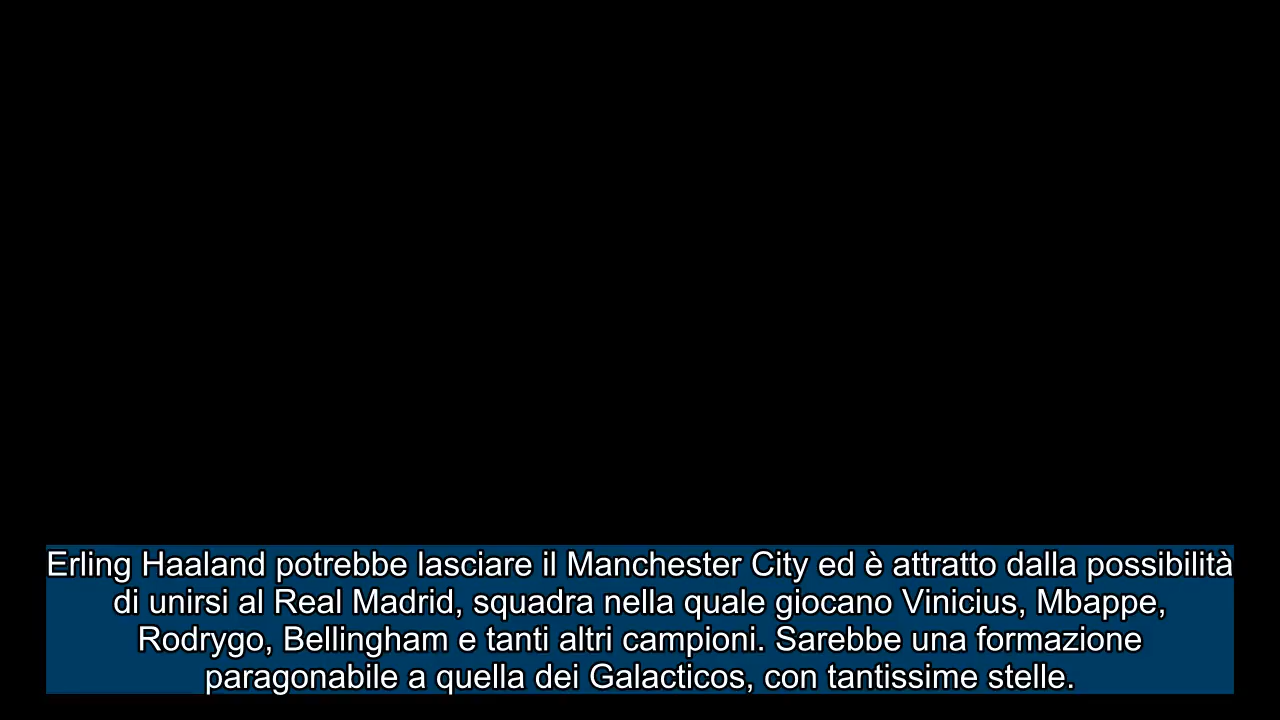 Erling Haaland potrebbe lasciare il Manchester City ed è attratto dalla possibilità
di unirsi al Real Madrid, squadra nella quale giocano Vinicius, Mbappe,
Rodrygo, Bellingham e tanti altri campioni. Sarebbe una formazione
paragonabile a quella dei Galacticos, con tantissime stelle.